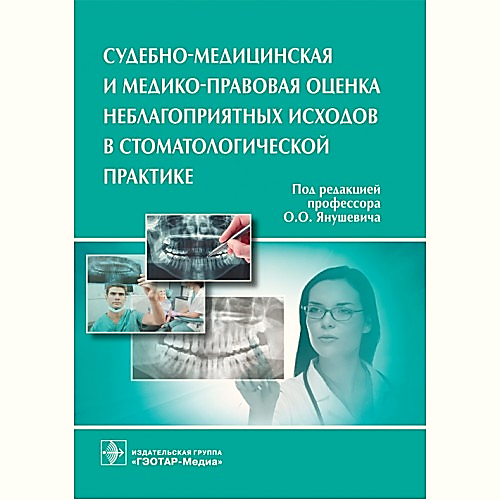 СУДЕБНО-МЕДИЦИНСКАЯ
И МЕДИКО-ПРАВОВАЯ ОЦЕНКА
НЕБЛАГОПРИЯТНЫХ ИСХОДОВ
В СТОМАТОЛОГИЧЕСКОЙ
ПРАКТИКЕ
Под редакцией
профессора
О.О. Янушевича
ИЗДАТЕЛЬСКАЯ ГРУППА
«ГЭОТАР-Медиа»